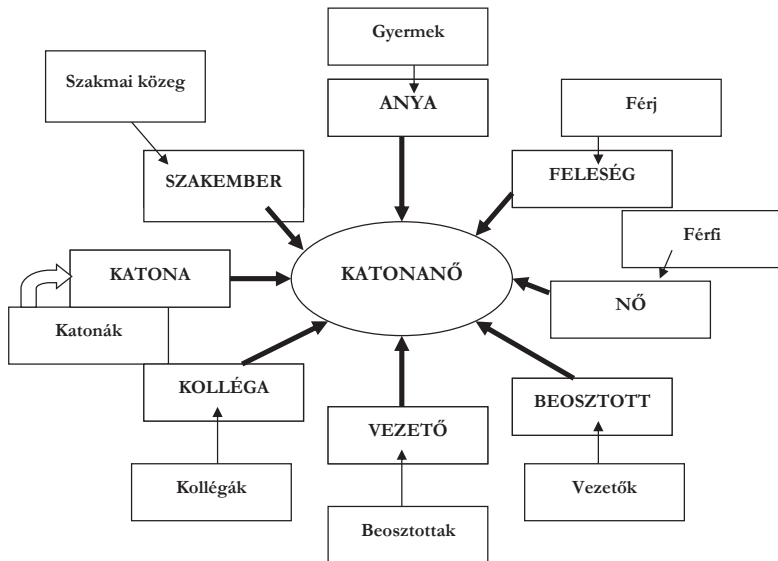 Gyermek
Szakmai közeg
ANYA
Férj
SZAKEMBER
FELESÉG
Férfi
KATONA
KATONANŐ
NŐ
Katonák
KOLLÉGA
VEZETŐ
BEOSZTOTT
Kollégák
Beosztottak
Vezetők